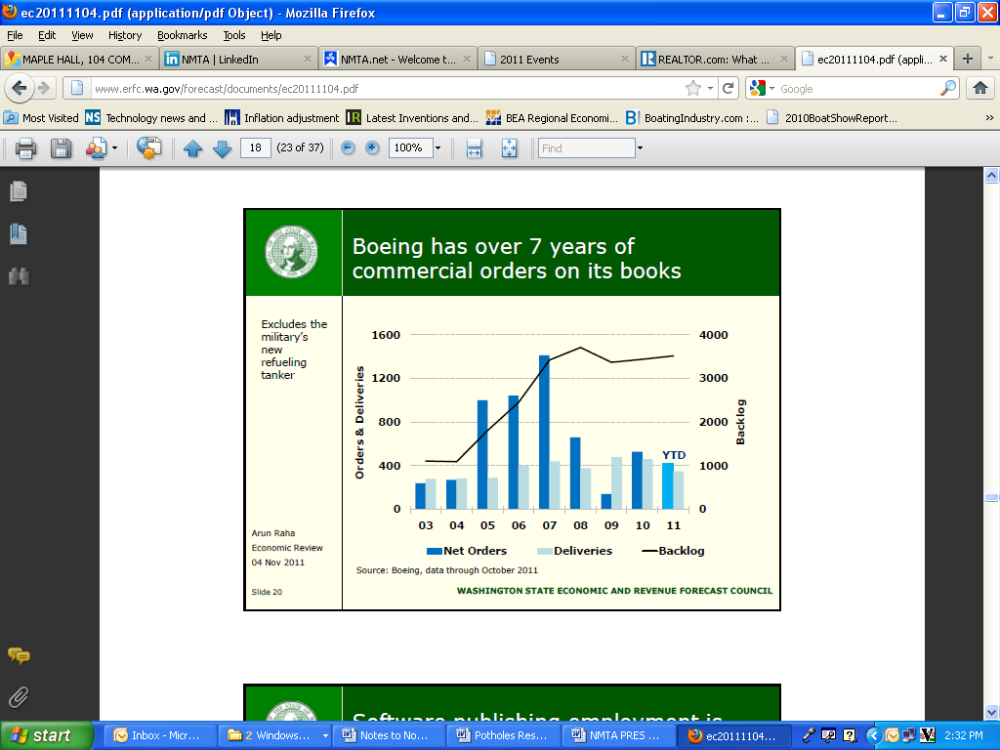 ec20111104.pdf (application/pdf Object) - Mozilla Firefox
File Edit View History Bookmarks Tools Help
MAPLE HALL, 104 COM... NMTA | LinkedIn NMTA.net - Welcome t... 2011 Events REALTOR.com: What ... ec20111104.pdf (appli...
www.erfc.wa.gov/forecast/documents/ec20111104.pdf Google
Most Visited Technology news and ... Inflation adjustment Latest Inventions and... BEA Regional Economi... BoatingIndustry.com :... 2010BoatShowReport...
18 (23 of 37) 100% Find
Boeing has over 7 years of
commercial orders on its books
Excludes the
military's
new
refueling
tanker
Orders & Deliveries
1600
1200
800
400
0
4000
3000
2000
1000
0
Backlog
YTD
03 04 05 06 07 08 09 10 11
Net Orders Deliveries Backlog
Source: Boeing, data through October 2011
Arun Raha
Economic Review
04 Nov 2011
Slide 20
WASHINGTON STATE ECONOMIC AND REVENUE FORECAST COUNCIL
Software publishing employment is
start Inbox - Micr... 2 Windows... Notes to No... Potholes Res... NMTA PRES ... ec20111104.... 2:32 PM